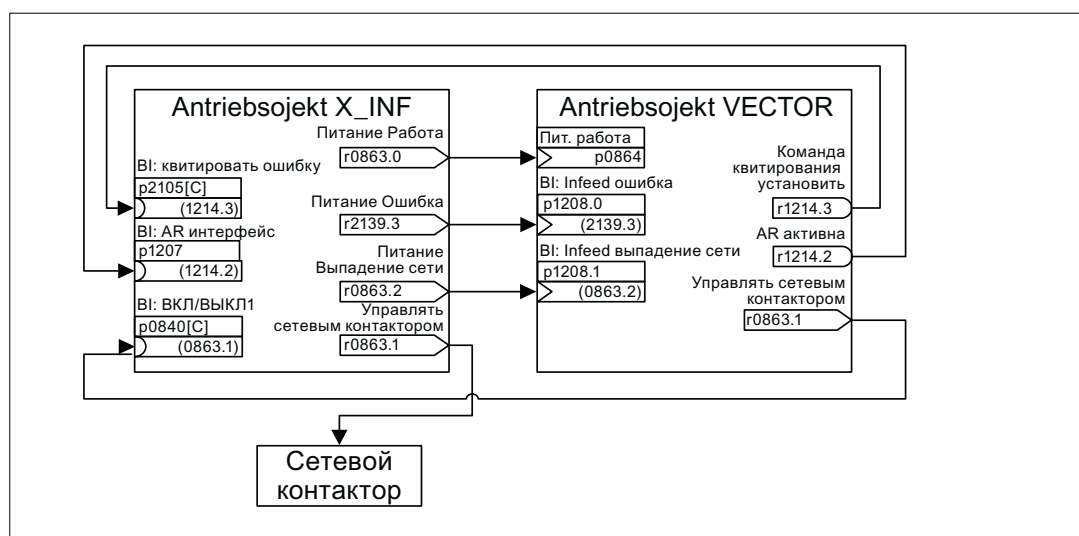 Antriebsojekt X_INF
Питание Работа
r0863.0
BI: квитировать ошибку
p2105[C]
(1214.3)
Питание Ошибка
r2139.3
BI: AR интерфейс
p1207
(1214.2)
Питание
Выпадение сети
r0863.2
BI: ВКЛ/ВЫКЛ1
p0840[C]
(0863.1)
Управлять
сетевым контактором
r0863.1
Antriebsojekt VECTOR
Пит. работа
p0864
BI: Infeed ошибка
p1208.0
(2139.3)
BI: Infeed выпадение сети
p1208.1
(0863.2)
Команда
квитирования
установить
r1214.3
AR активна
r1214.2
Управлять сетевым
контактором
r0863.1
Сетевой
контактор